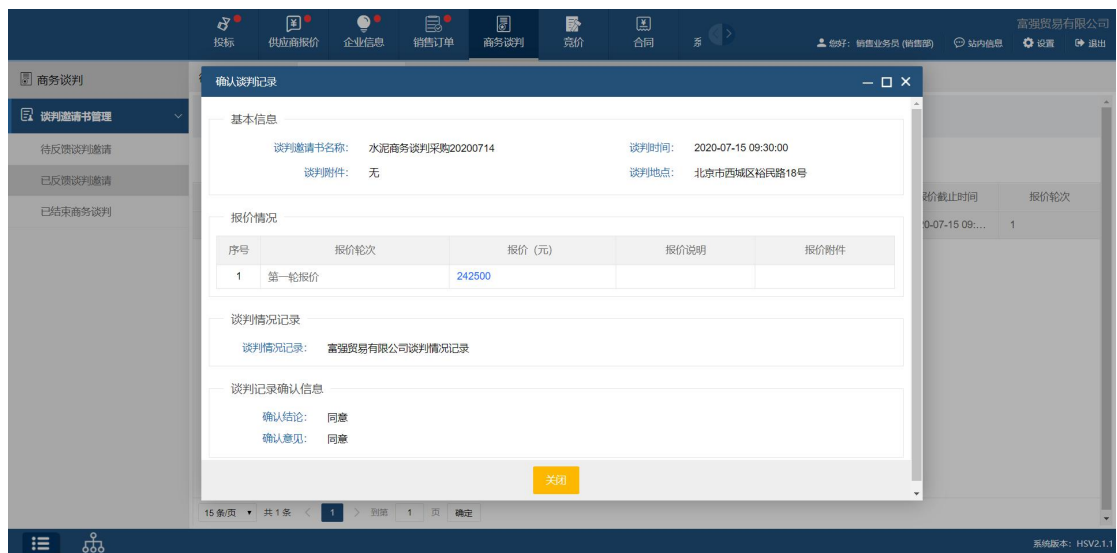 富强贸易有限公司
投标 供应商报价 企业信息 销售订单 商务谈判 竞价 合同
您好：销售业务员 (销售部) 站内信息 设置 退出
商务谈判
谈判邀请书管理
待反馈谈判邀请
已反馈谈判邀请
已结束商务谈判
确认谈判记录
基本信息
谈判邀请书名称： 水泥商务谈判采购20200714 谈判时间： 2020-07-15 09:30:00
谈判附件： 无 谈判地点： 北京市西城区裕民路18号
报价情况
序号 报价轮次 报价（元） 报价说明 报价附件
1 第一轮报价 242500
谈判情况记录
谈判情况记录： 富强贸易有限公司谈判情况记录
谈判记录确认信息
确认结论： 同意
确认意见： 同意
关闭
价截止时间 报价轮次
0-07-15 09:... 1
15 条/页 共 1 条 1 到第 1 页 确定
系统版本：HSV2.1.1